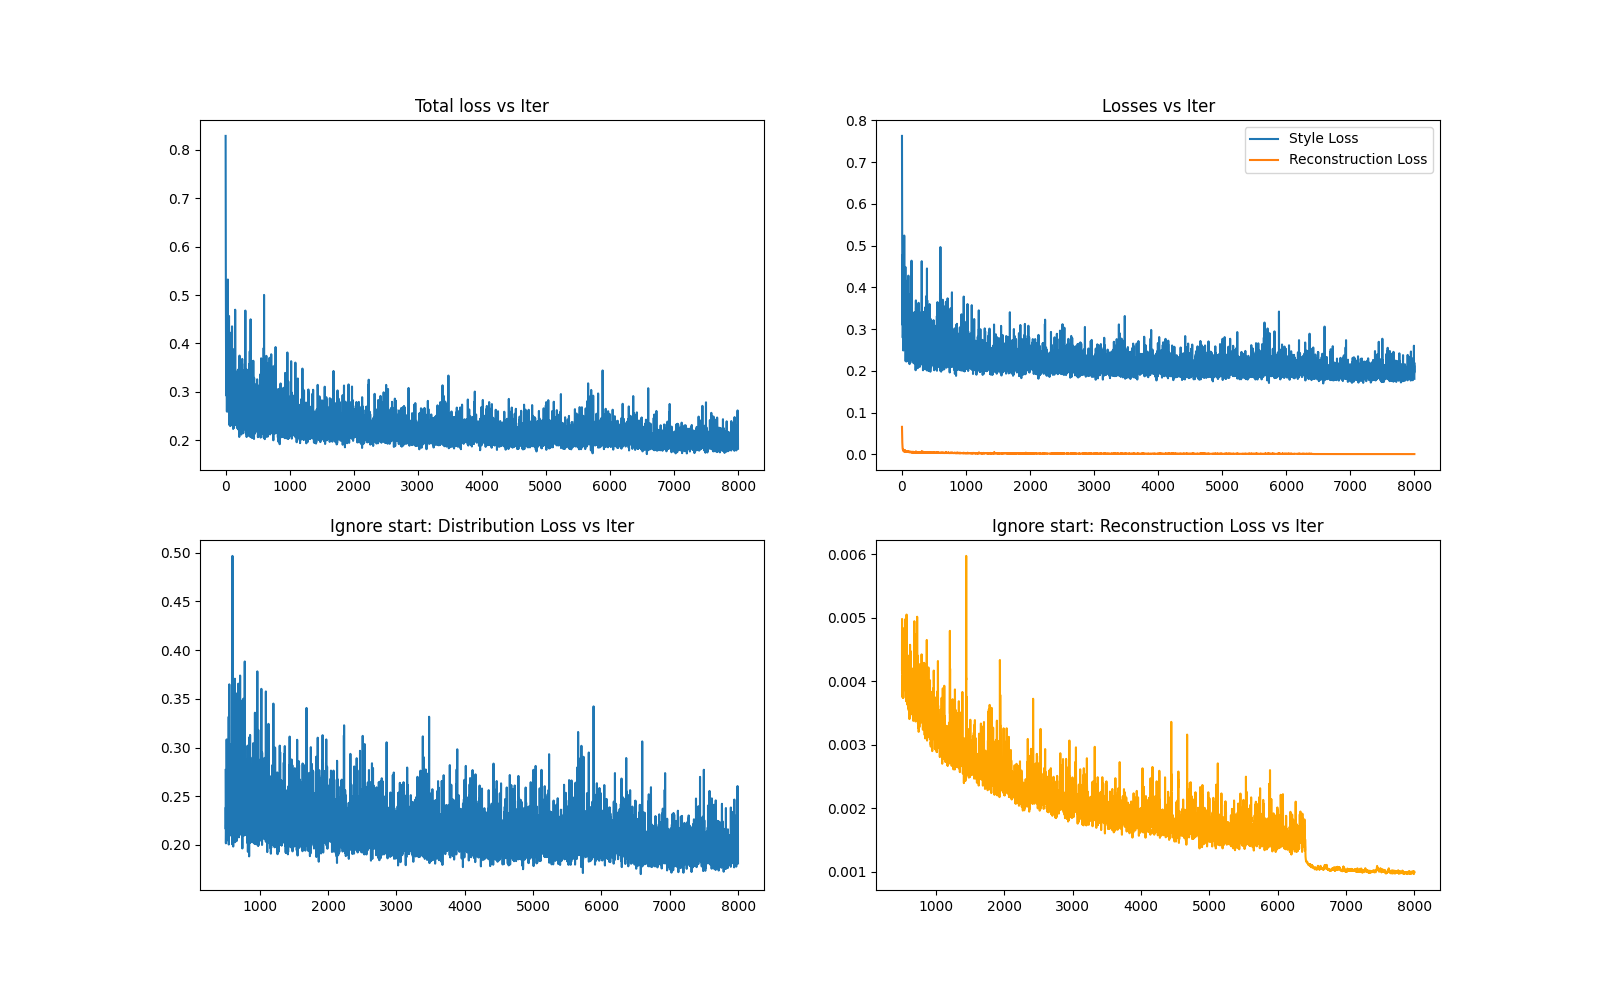 Total loss vs Iter
0.8
0.7
0.6
0.5
0.4
0.3
0.2
0 1000 2000 3000 4000 5000 6000 7000 8000
Losses vs Iter
Style Loss
Reconstruction Loss
0.8
0.7
0.6
0.5
0.4
0.3
0.2
0.1
0.0
0 1000 2000 3000 4000 5000 6000 7000 8000
Ignore start: Distribution Loss vs Iter
0.50
0.45
0.40
0.35
0.30
0.25
0.20
1000 2000 3000 4000 5000 6000 7000 8000
Ignore start: Reconstruction Loss vs Iter
0.006
0.005
0.004
0.003
0.002
0.001
1000 2000 3000 4000 5000 6000 7000 8000